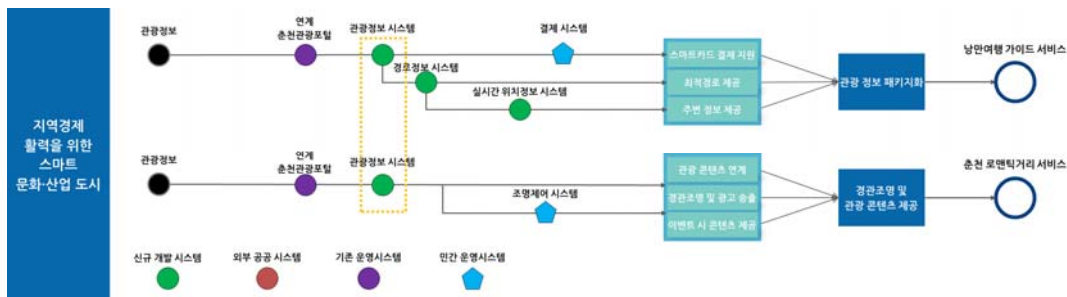 지역경제
활력을 위한
스마트
문화·산업 도시
관광정보
연계
춘천관광포털
관광정보 시스템
결제 시스템
경로정보 시스템
실시간 위치정보 시스템
스마트카드 결제 지원
최적경로 제공
주변 정보 제공
관광 정보 패키지화
낭만여행 가이드 서비스
관광정보
연계
춘천관광포털
관광정보 시스템
조명제어 시스템
관광 콘텐츠 연계
경관조명 및 광고 송출
이벤트 시 콘텐츠 제공
경관조명 및
관광 콘텐츠 제공
춘천 로맨틱거리 서비스
신규 개발 시스템
외부 공공 시스템
기존 운영시스템
민간 운영시스템